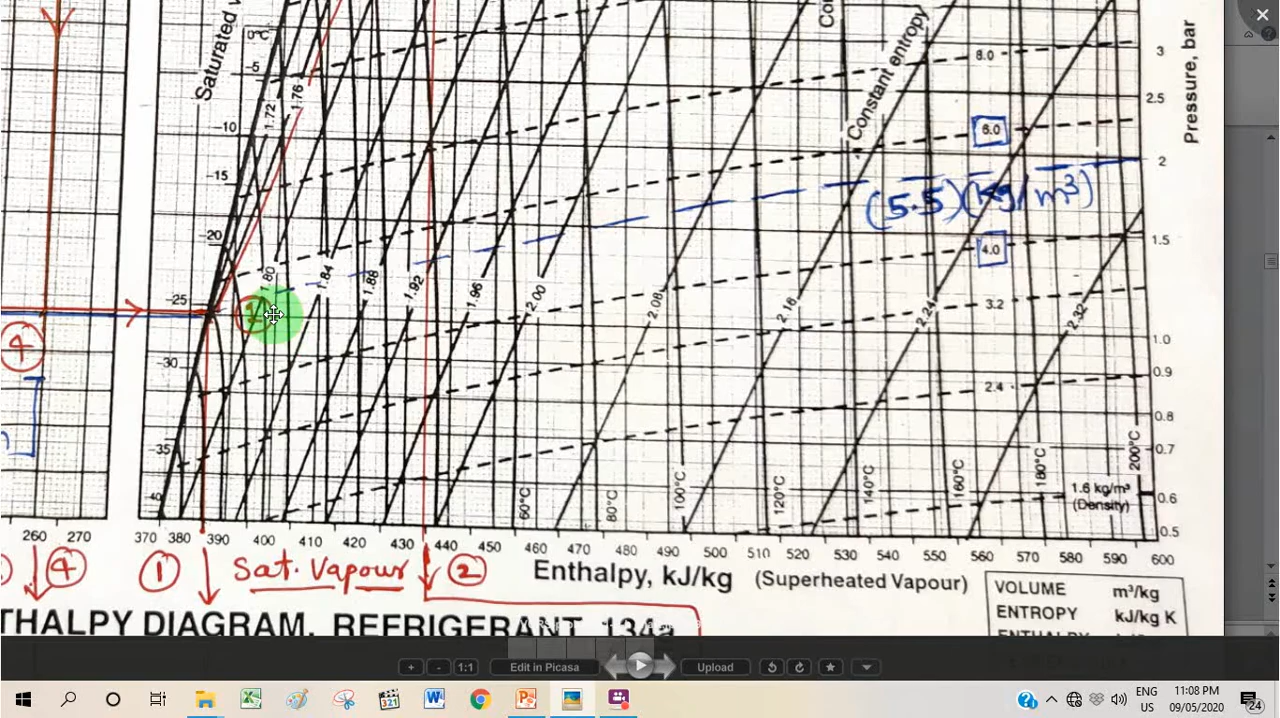 Saturated v
Co
Constant entropy
Pressure, bar
0
°C
-5
-10
-15
-20
-25
-30
-35
1.72
1.76
.80
1.84
1.88
1.92
1.96
2.00
2.08
2.16
2.24
2.32
8.0
6.0
(5.5) (kg/m³)
4.0
3.2
2.4
1.6 kg/m³
(Density)
3
2.5
2
1.5
1.0
0.9
0.8
0.7
0.6
0.5
60°C
80°C
100°C
120°C
140°C
160°C
180°C
200°C
1
4
260 270
370 380 390 400 410 420 430 440 450 460 470 480 490 500 510 520 530 540 550 560 570 580 590 600
4
1 Sat. Vapour 2
Enthalpy, kJ/kg (Superheated Vapour)
VOLUME m³/kg
ENTROPY kJ/kg K
THALPY DIAGRAM. REFRIGERANT 134a
+ - 1:1 Edit in Picasa Upload
321
ENG
US
11:08 PM
09/05/2020
24